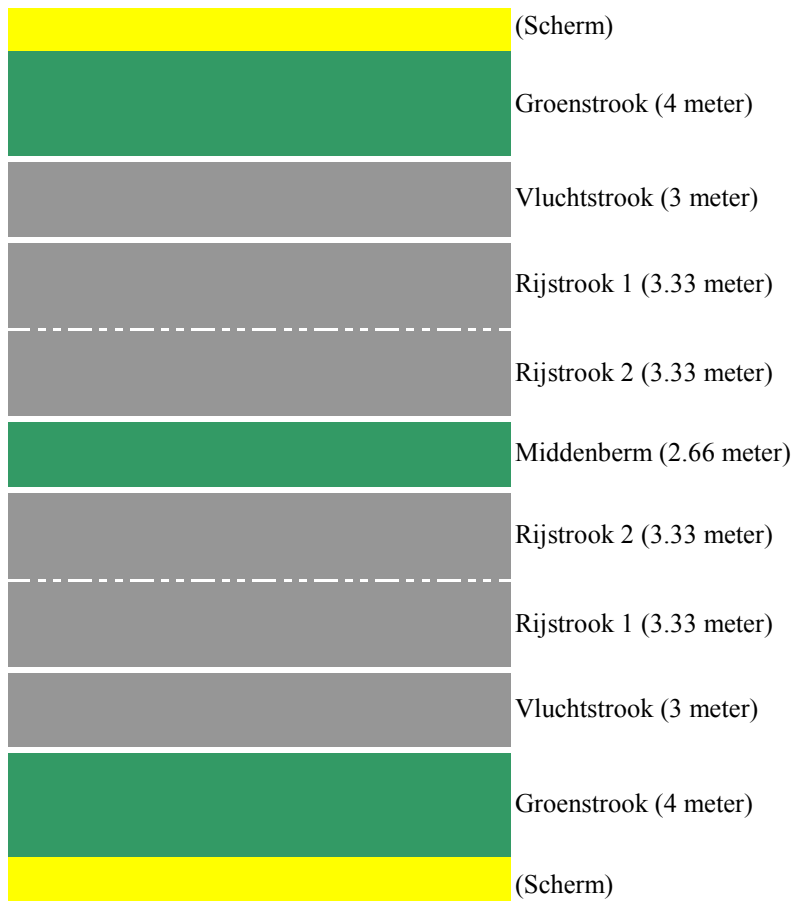 (Scherm)
Groenstrook (4 meter)
Vluchtstrook (3 meter)
Rijstrook 1 (3.33 meter)
Rijstrook 2 (3.33 meter)
Middenberm (2.66 meter)
Rijstrook 2 (3.33 meter)
Rijstrook 1 (3.33 meter)
Vluchtstrook (3 meter)
Groenstrook (4 meter)
(Scherm)